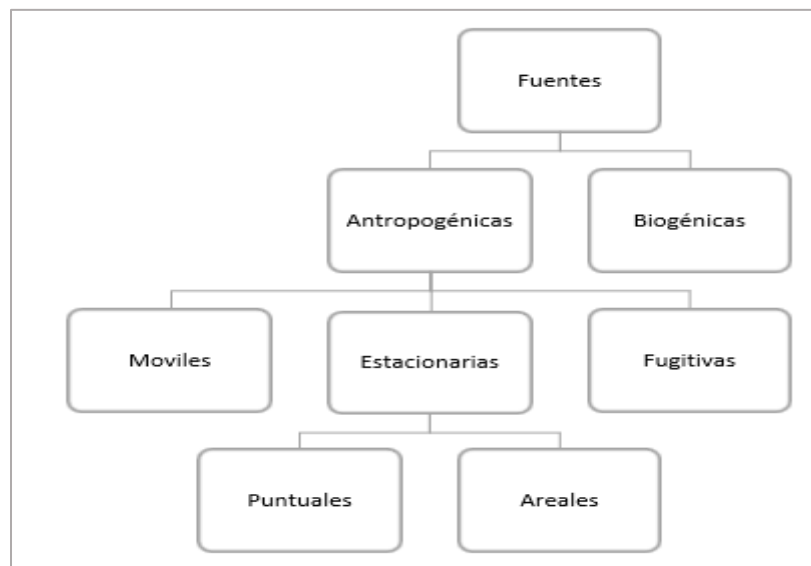 Fuentes
Antropogénicas
Biogénicas
Moviles
Estacionarias
Fugitivas
Puntuales
Areales